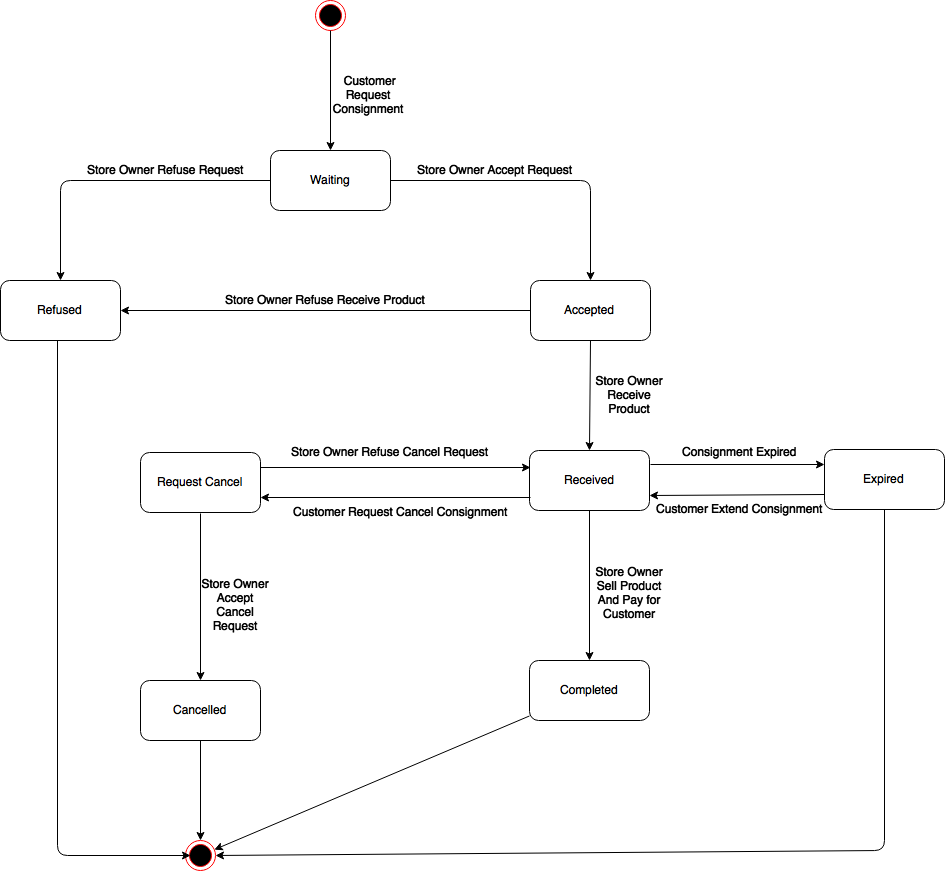 Customer
Request
Consignment
Store Owner Refuse Request
Store Owner Accept Request
Waiting
Refused
Store Owner Refuse Receive Product
Accepted
Store Owner
Receive
Product
Store Owner Refuse Cancel Request
Consignment Expired
Request Cancel
Received
Expired
Customer Request Cancel Consignment
Customer Extend Consignment
Store Owner
Accept
Cancel
Request
Store Owner
Sell Product
And Pay for
Customer
Cancelled
Completed